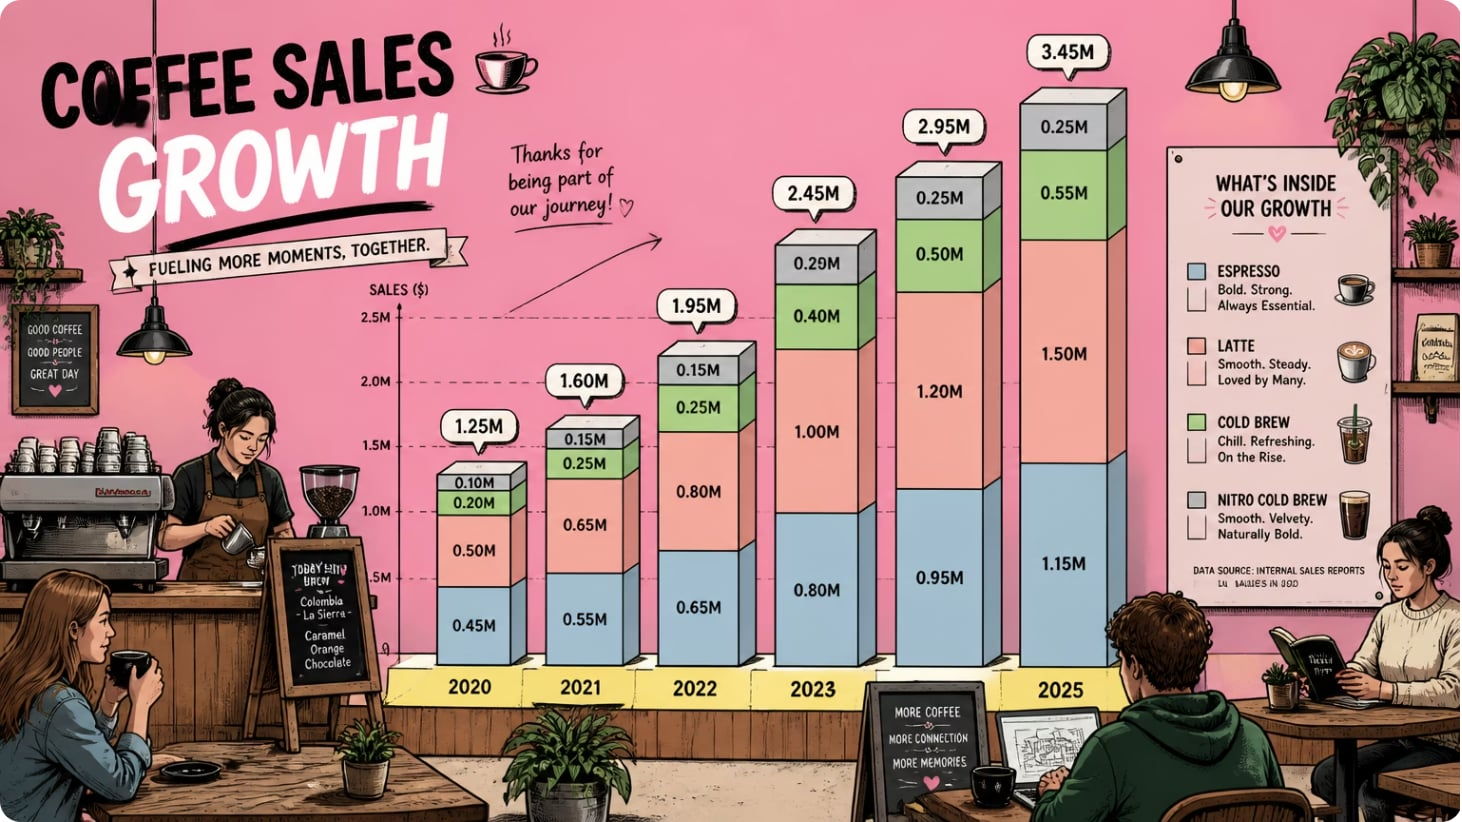 COFFEE SALES
GROWTH
FUELING MORE MOMENTS, TOGETHER.
Thanks for
being part of
our journey!
SALES ($)
2.5M
2.0M
1.5M
1.0M
.5M
0
1.25M
0.10M
0.20M
0.50M
0.45M
1.60M
0.15M
0.25M
0.65M
0.55M
1.95M
0.15M
0.25M
0.80M
0.65M
2.45M
0.29M
0.40M
1.00M
0.80M
2.95M
0.25M
0.50M
1.20M
0.95M
3.45M
0.25M
0.55M
1.50M
1.15M
2020
2021
2022
2023
2025
WHAT'S INSIDE
OUR GROWTH
ESPRESSO
Bold. Strong.
Always Essential.
LATTE
Smooth. Steady.
Loved by Many.
COLD BREW
Chill. Refreshing.
On the Rise.
NITRO COLD BREW
Smooth. Velvety.
Naturally Bold.
DATA SOURCE: INTERNAL SALES REPORTS
GOOD COFFEE
GOOD PEOPLE
GREAT DAY
Colombia
- La Sierra -
Caramel
Orange
Chocolate
MORE COFFEE
MORE CONNECTION
MORE MEMORIES